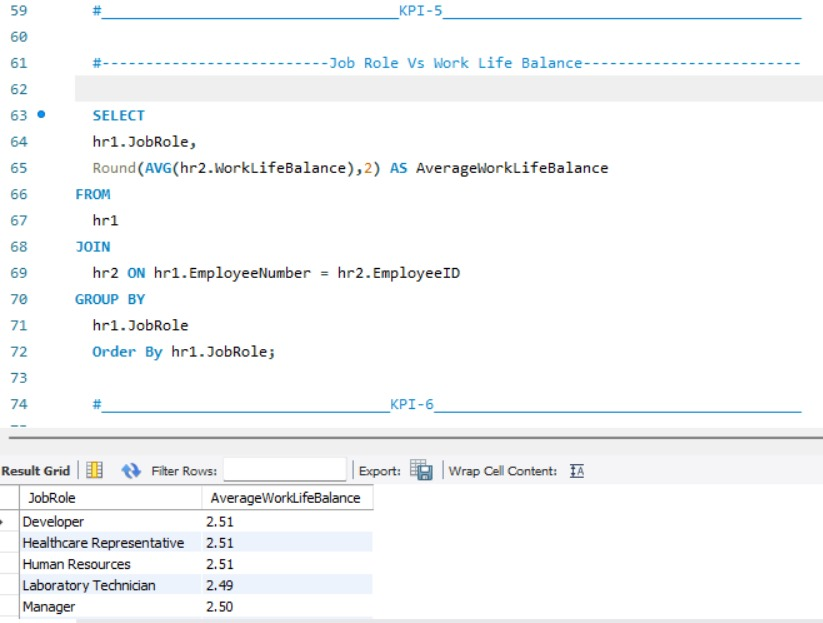 59 #__________________________________KPI-5_________________________________________
60
61 #--------------------------Job Role Vs Work Life Balance-------------------------
62
63 SELECT
64 hr1.JobRole,
65 Round(AVG(hr2.WorkLifeBalance),2) AS AverageWorkLifeBalance
66 FROM
67 hr1
68 JOIN
69 hr2 ON hr1.EmployeeNumber = hr2.EmployeeID
70 GROUP BY
71 hr1.JobRole
72 Order By hr1.JobRole;
73
74 #_________________________________KPI-6__________________________________________
Result Grid Filter Rows: Export: Wrap Cell Content:
JobRole AverageWorkLifeBalance
Developer 2.51
Healthcare Representative 2.51
Human Resources 2.51
Laboratory Technician 2.49
Manager 2.50